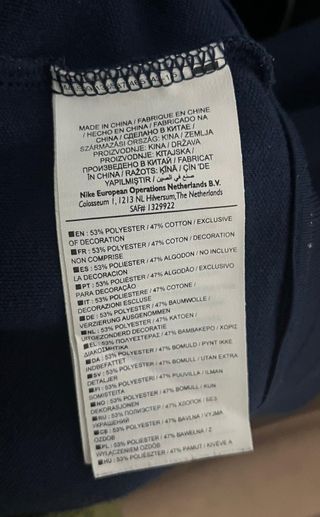 MADE IN CHINA / FABRIQUE EN CHINE
/ HECHO EN CHINA / FABRICADO NA
CHINA / СДЕЛАНО В КИТАЕ /
SZÁRMAZÁSI ORSZÁG: KÍNA / ZEMLJA
PROIZVODNJE: KINA / DRŽAVA
PROIZVODNJE: KITAJSKA /
ПРОИЗВЕДЕНО В КИТАЙ / FABRICAT
ÎN CHINA / RAŽOTS: ĶĪNA / ÇİN'DE
YAPILMIŞTIR / صنع في الصين
Nike European Operations Netherlands B.V.
Colosseum 1, 1213 NL Hilversum, The Netherlands
SAF# 1329922
EN : 53% POLYESTER / 47% COTTON / EXCLUSIVE
OF DECORATION
FR : 53% POLYESTER / 47% COTON / DECORATION
NON COMPRISE
ES : 53% POLIÉSTER / 47% ALGODÓN / NO INCLUYE
LA DECORACION
PT : 53% POLIÉSTER / 47% ALGODÃO / EXCLUSIVO
PARA DECORAÇÃO
IT : 53% POLIESTERE / 47% COTONE /
DECORAZIONI ESCLUSE
DE : 53% POLYESTER / 47% BAUMWOLLE /
VERZIERUNG AUSGENOMMEN
NL : 53% POLYESTER / 47% KATOEN /
UITGEZONDERD DECORATIE
EL : 53% ΠΟΛΥΕΣΤΕΡΑΣ / 47% ΒΑΜΒΑΚΕΡΟ / ΧΩΡΙΣ
ΔΙΑΚΟΣΜΗΤΙΚΑ
DA : 53% POLYESTER / 47% BOMULD / PYNT IKKE
INDBEFATTET
SV : 53% POLYESTER / 47% BOMULL / UTAN EXTRA
DETALJER
FI : 53% POLYESTERI / 47% PUUVILLA / ILMAN
SOMISTEITA
NO : 53% POLYESTER / 47% BOMULL / KUN
DEKORASJONEN
RU : 53% ПОЛИЭСТЕР / 47% ХЛОПОК / БЕЗ
УКРАШЕНИЙ
CS : 53% POLYESTER / 47% BAVLNA / VYJMA
OZDOB
PL : 53% POLIESTER / 47% BAWEŁNA / Z
WYŁĄCZENIEM OZDÓB
HU : 53% POLIÉSZTER / 47% PAMUT / KIVÉVE A